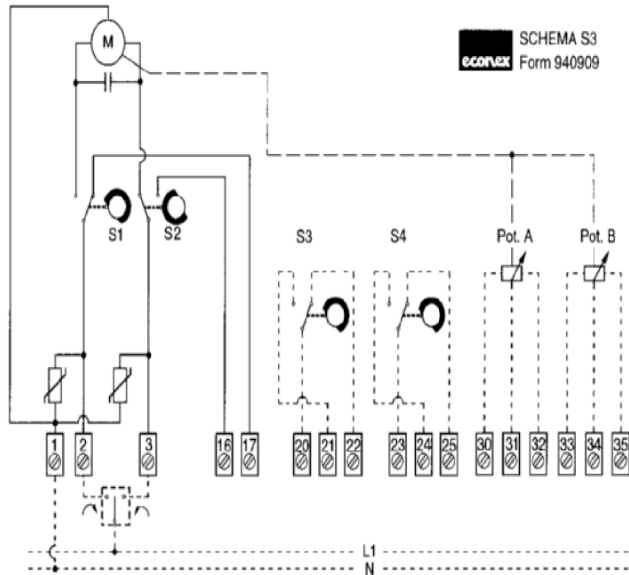 M
SCHEMA S3
econex
Form 940909
S1
S2
S3
S4
Pot. A
Pot. B
1 2 3 16 17 20 21 22 23 24 25 30 31 32 33 34 35
L1
N